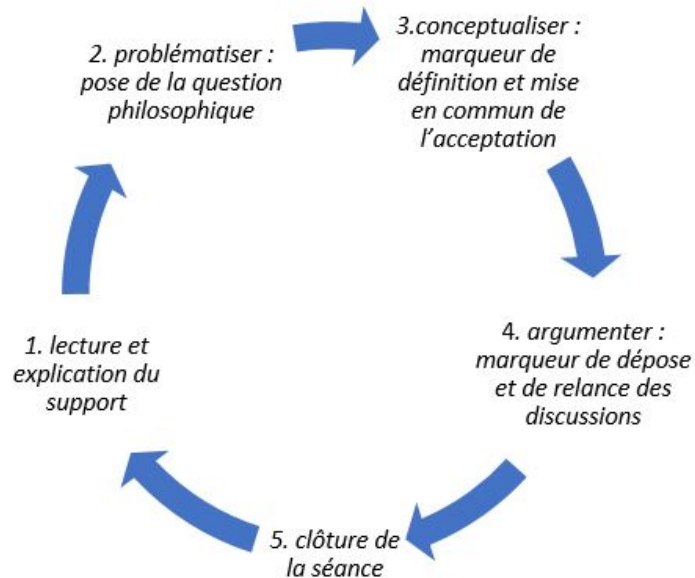 1. lecture et
explication du
support
2. problématiser :
pose de la question
philosophique
3.conceptualiser :
marqueur de
définition et mise
en commun de
l’acceptation
4. argumenter :
marqueur de dépose
et de relance des
discussions
5. clôture de
la séance